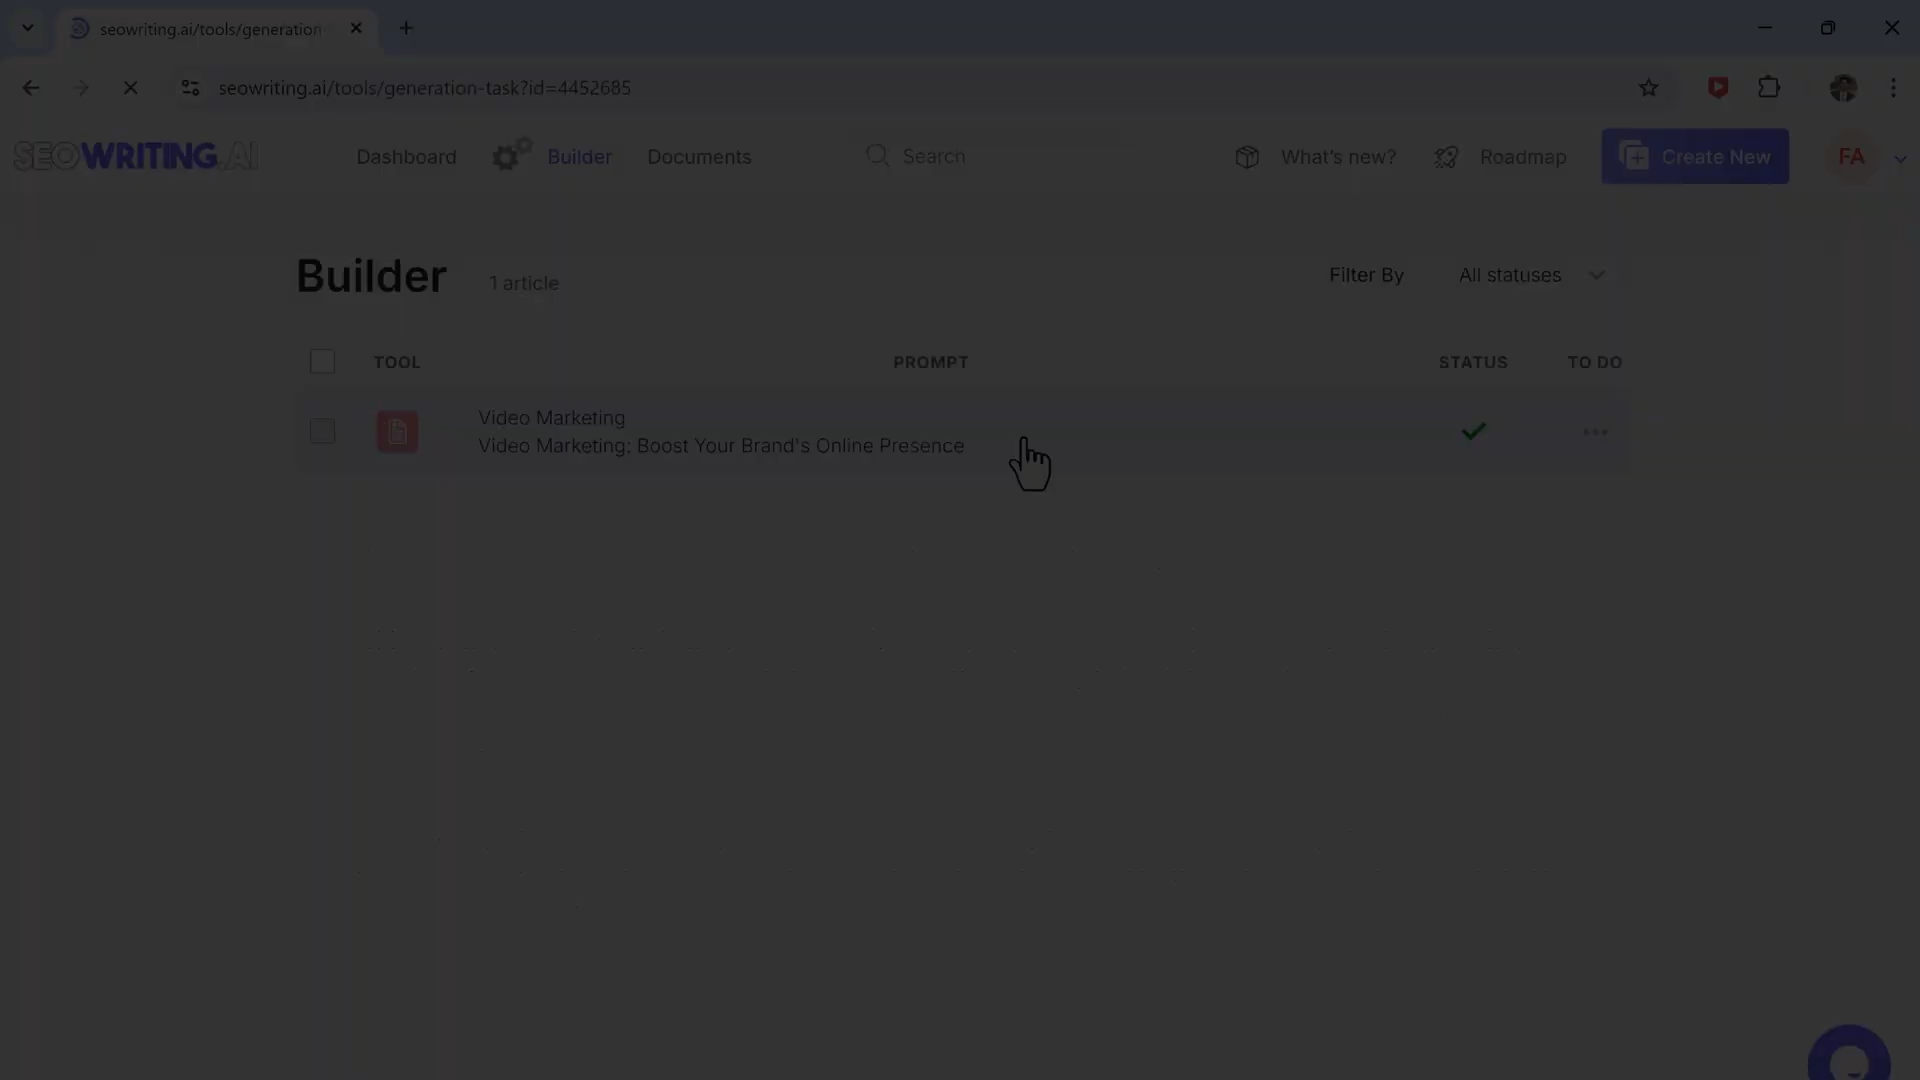 seowriting.ai/tools/generation
seowriting.ai/tools/generation-task?id=4452685
SEOWRITING.AI
Dashboard
Builder
Documents
Search
What's new?
Roadmap
Create New
FA
Builder
1 article
Filter By
All statuses
TOOL
PROMPT
STATUS
TO DO
Video Marketing
Video Marketing: Boost Your Brand's Online Presence